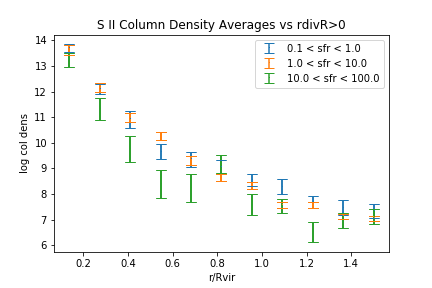 S II Column Density Averages vs rdivR>0
0.1 < sfr < 1.0
1.0 < sfr < 10.0
10.0 < sfr < 100.0
log col dens
14
13
12
11
10
9
8
7
6
0.2 0.4 0.6 0.8 1.0 1.2 1.4
r/Rvir